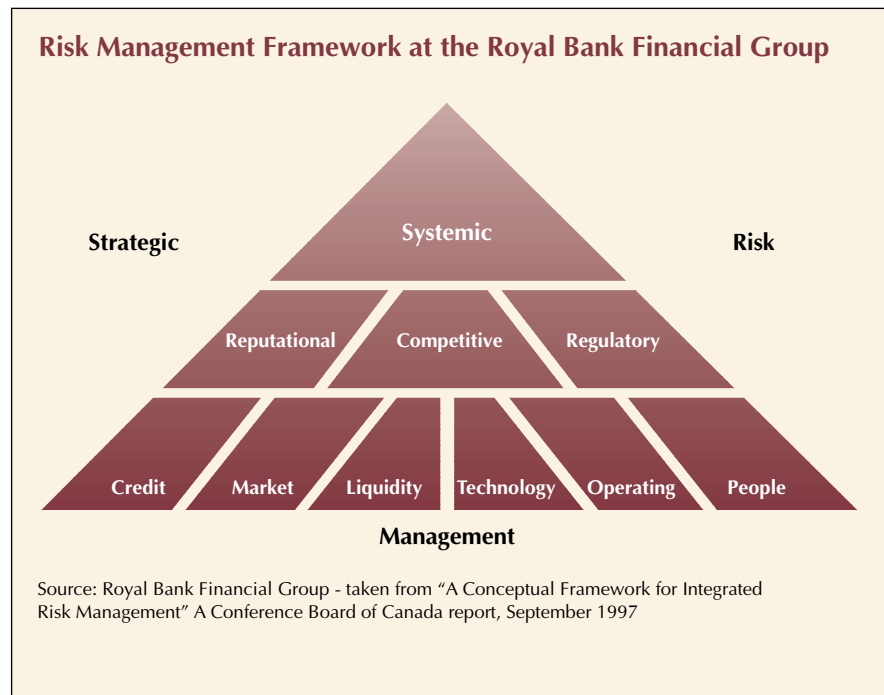 Risk Management Framework at the Royal Bank Financial Group
Systemic
Strategic
Risk
Reputational
Competitive
Regulatory
Credit
Market
Liquidity
Technology
Operating
People
Management
Source: Royal Bank Financial Group - taken from “A Conceptual Framework for Integrated
Risk Management” A Conference Board of Canada report, September 1997